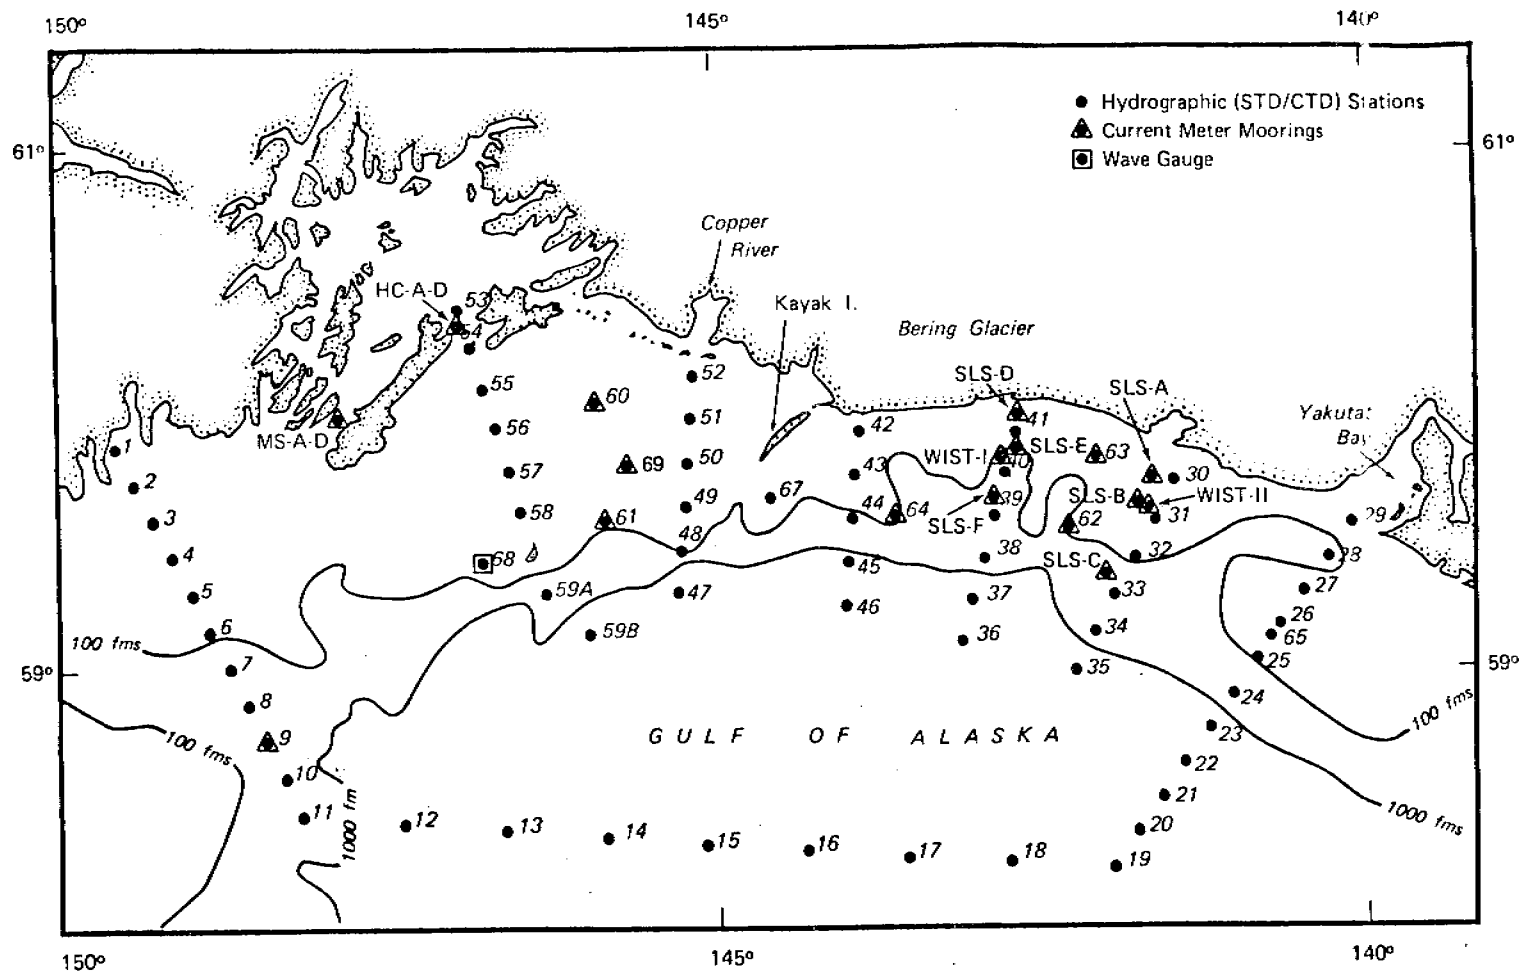 150°
145°
140°
Hydrographic (STD/CTD) Stations
Current Meter Moorings
Wave Gauge
61°
61°
Copper
River
HC-A-D
53
Kayak I.
54
Bering Glacier
52
SLS-D
SLS-A
55
60
51
41
42
Yakutat
Bay
56
MS-A-D
1
SLS-E
63
WIST-I
40
69
50
43
30
57
2
67
39
SLS-B
WIST-II
49
44
64
58
61
SLS-F
62
31
29
3
48
38
32
28
4
68
45
SLS-C
5
59A
47
46
37
33
27
6
59B
36
34
26
65
100 fms
7
35
25
59°
59°
8
24
100 fms
9
GULF OF ALASKA
23
100 fms
10
22
21
11
12
13
14
15
16
17
18
20
19
1000 fm
1000 fms
150°
145°
140°